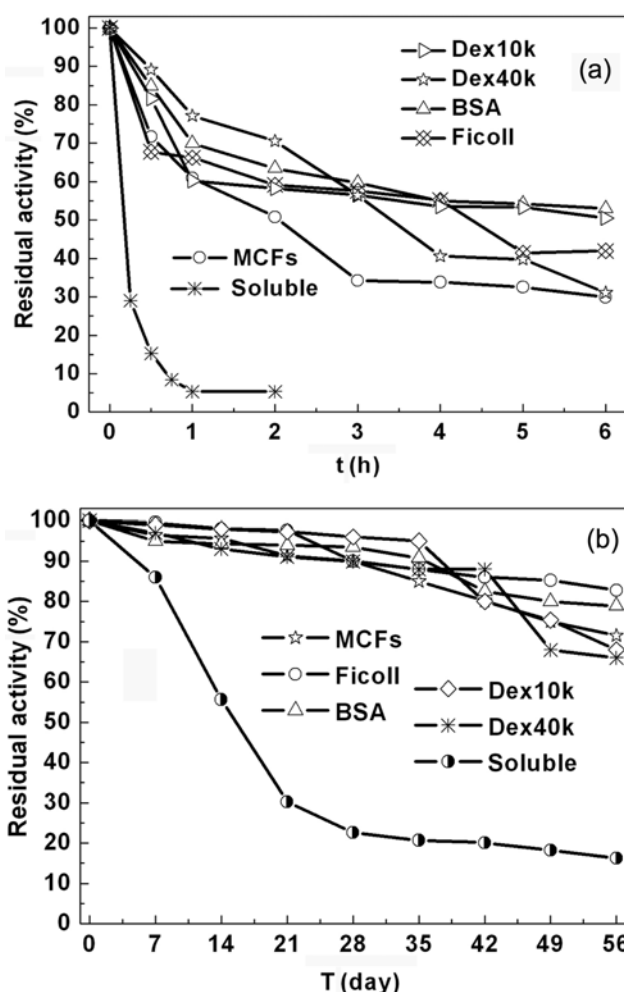 (a)
Residual activity (%)
100
90
80
70
60
50
40
30
20
10
0
Dex10k
Dex40k
BSA
Ficoll
MCFs
Soluble
0 1 2 3 4 5 6
t (h)
(b)
Residual activity (%)
100
90
80
70
60
50
40
30
20
10
0
MCFs
Ficoll
BSA
Dex10k
Dex40k
Soluble
0 7 14 21 28 35 42 49 56
T (day)